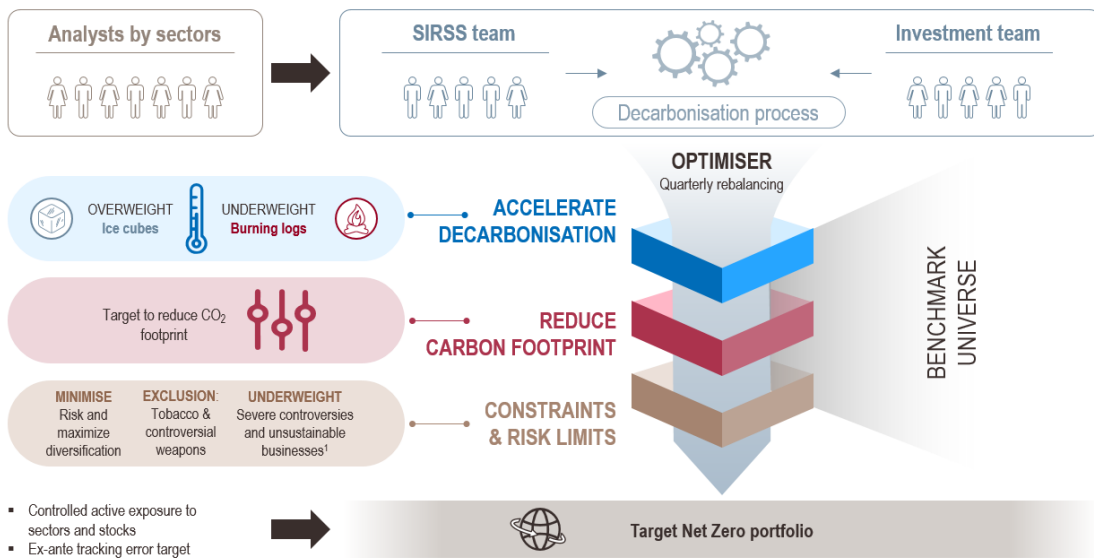 Analysts by sectors
SIRSS team
Investment team
Decarbonisation process
OPTIMISER
Quarterly rebalancing
OVERWEIGHT
Ice cubes
UNDERWEIGHT
Burning logs
ACCELERATE
DECARBONISATION
Target to reduce CO₂
footprint
REDUCE
CARBON FOOTPRINT
MINIMISE
Risk and
maximize
diversification
EXCLUSION:
Tobacco &
controversial
weapons
UNDERWEIGHT
Severe controversies
and unsustainable
businesses¹
CONSTRAINTS
& RISK LIMITS
BENCHMARK
UNIVERSE
▪ Controlled active exposure to
sectors and stocks
▪ Ex-ante tracking error target
Target Net Zero portfolio